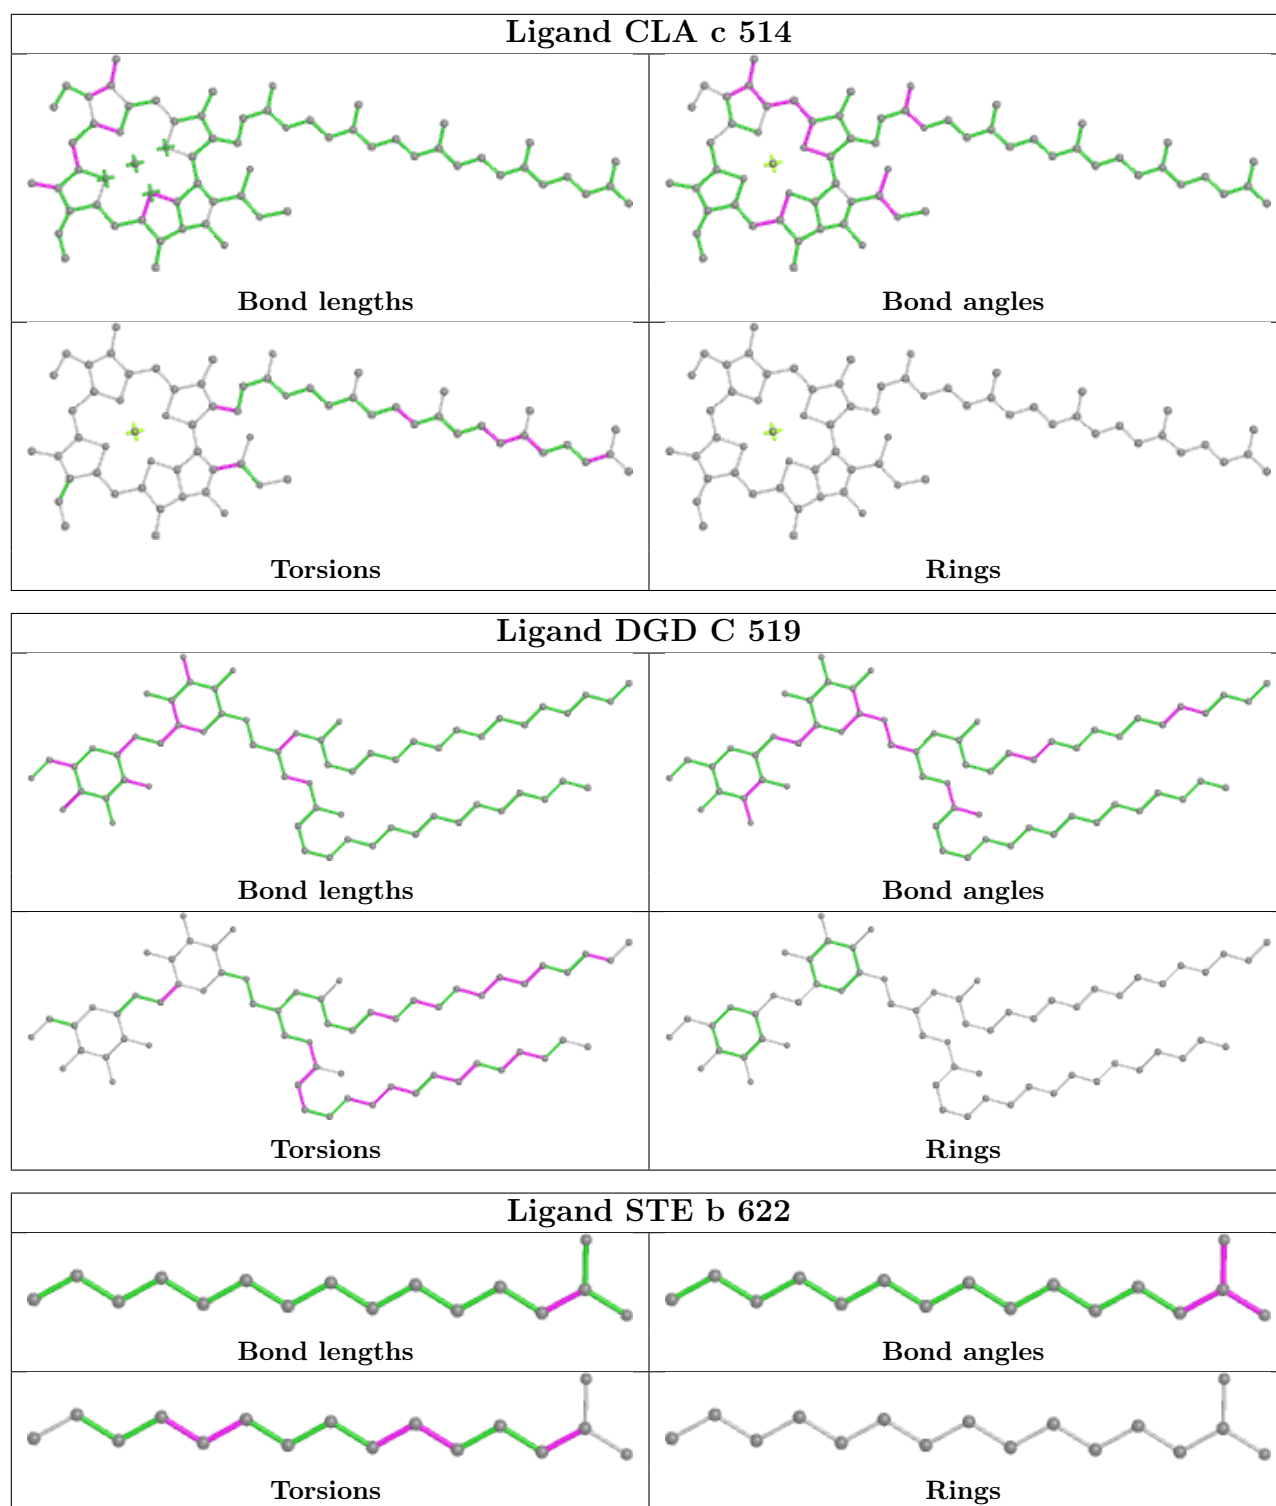 Ligand CLA c 514
Bond lengths
Bond angles
Torsions
Rings
Ligand DGD C 519
Bond lengths
Bond angles
Torsions
Rings
Ligand STE b 622
Bond lengths
Bond angles
Torsions
Rings